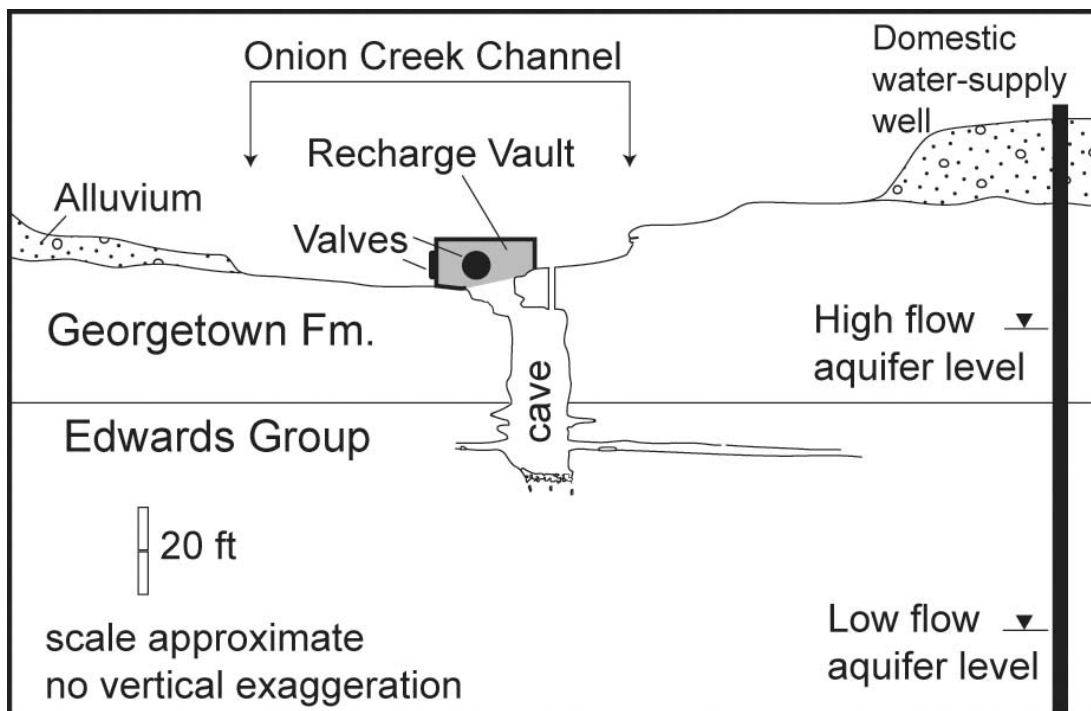 Onion Creek Channel
Domestic
water-supply
well
Recharge Vault
Alluvium
Valves
Georgetown Fm.
High flow
aquifer level
cave
Edwards Group
20 ft
Low flow
aquifer level
scale approximate
no vertical exaggeration